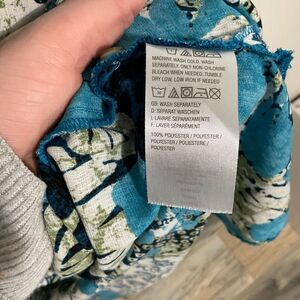 MACHINE WASH COLD. WASH
SEPARATELY. ONLY NON-CHLORINE
BLEACH WHEN NEEDED. TUMBLE
DRY LOW. LOW IRON IF NEEDED
GB: WASH SEPARATELY
D: SEPARAT WASCHEN
I: LAVARE SEPARATAMENTE
F: LAVER SÉPARÉMENT
100% POLYESTER / POLYESTER
/ POLYESTER / POLIESTERE /
POLYESTER